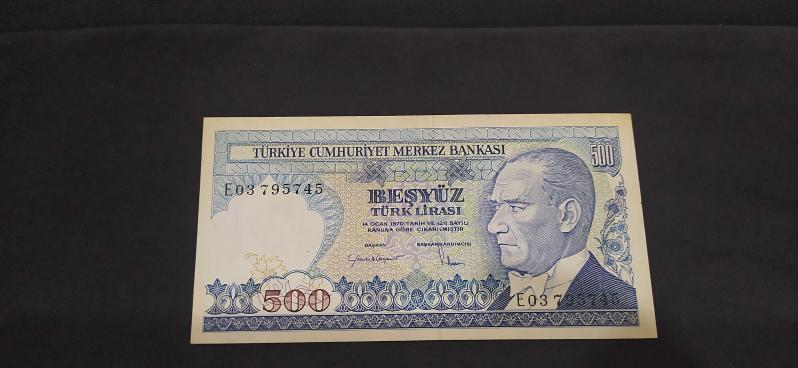 TÜRKİYE CUMHURİYET MERKEZ BANKASI
500
E03 795745
BEŞYÜZ
TÜRK LİRASI
14 OCAK 1970 TARİH VE 1211 SAYILI
KANUNA GÖRE ÇIKARILMIŞTIR.
BAŞKAN BAŞKAN YARDIMCISI
500
E03 795745